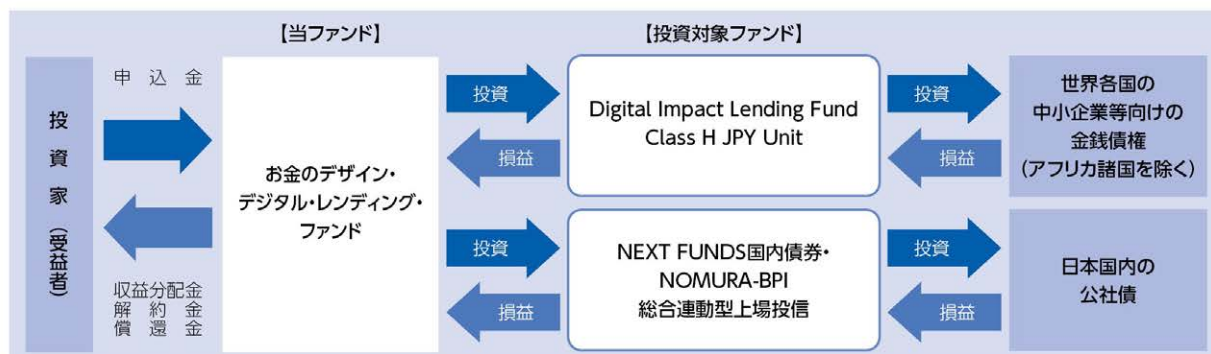 【当ファンド】
【投資対象ファンド】
投資家(受益者)
申込金
収益分配金
解約金
償還金
お金のデザイン・
デジタル・レンディング・
ファンド
投資
損益
Digital Impact Lending Fund
Class H JPY Unit
投資
損益
世界各国の
中小企業等向けの
金銭債権
(アフリカ諸国を除く)
投資
損益
NEXT FUNDS国内債券・
NOMURA-BPI
総合連動型上場投信
投資
損益
日本国内の
公社債